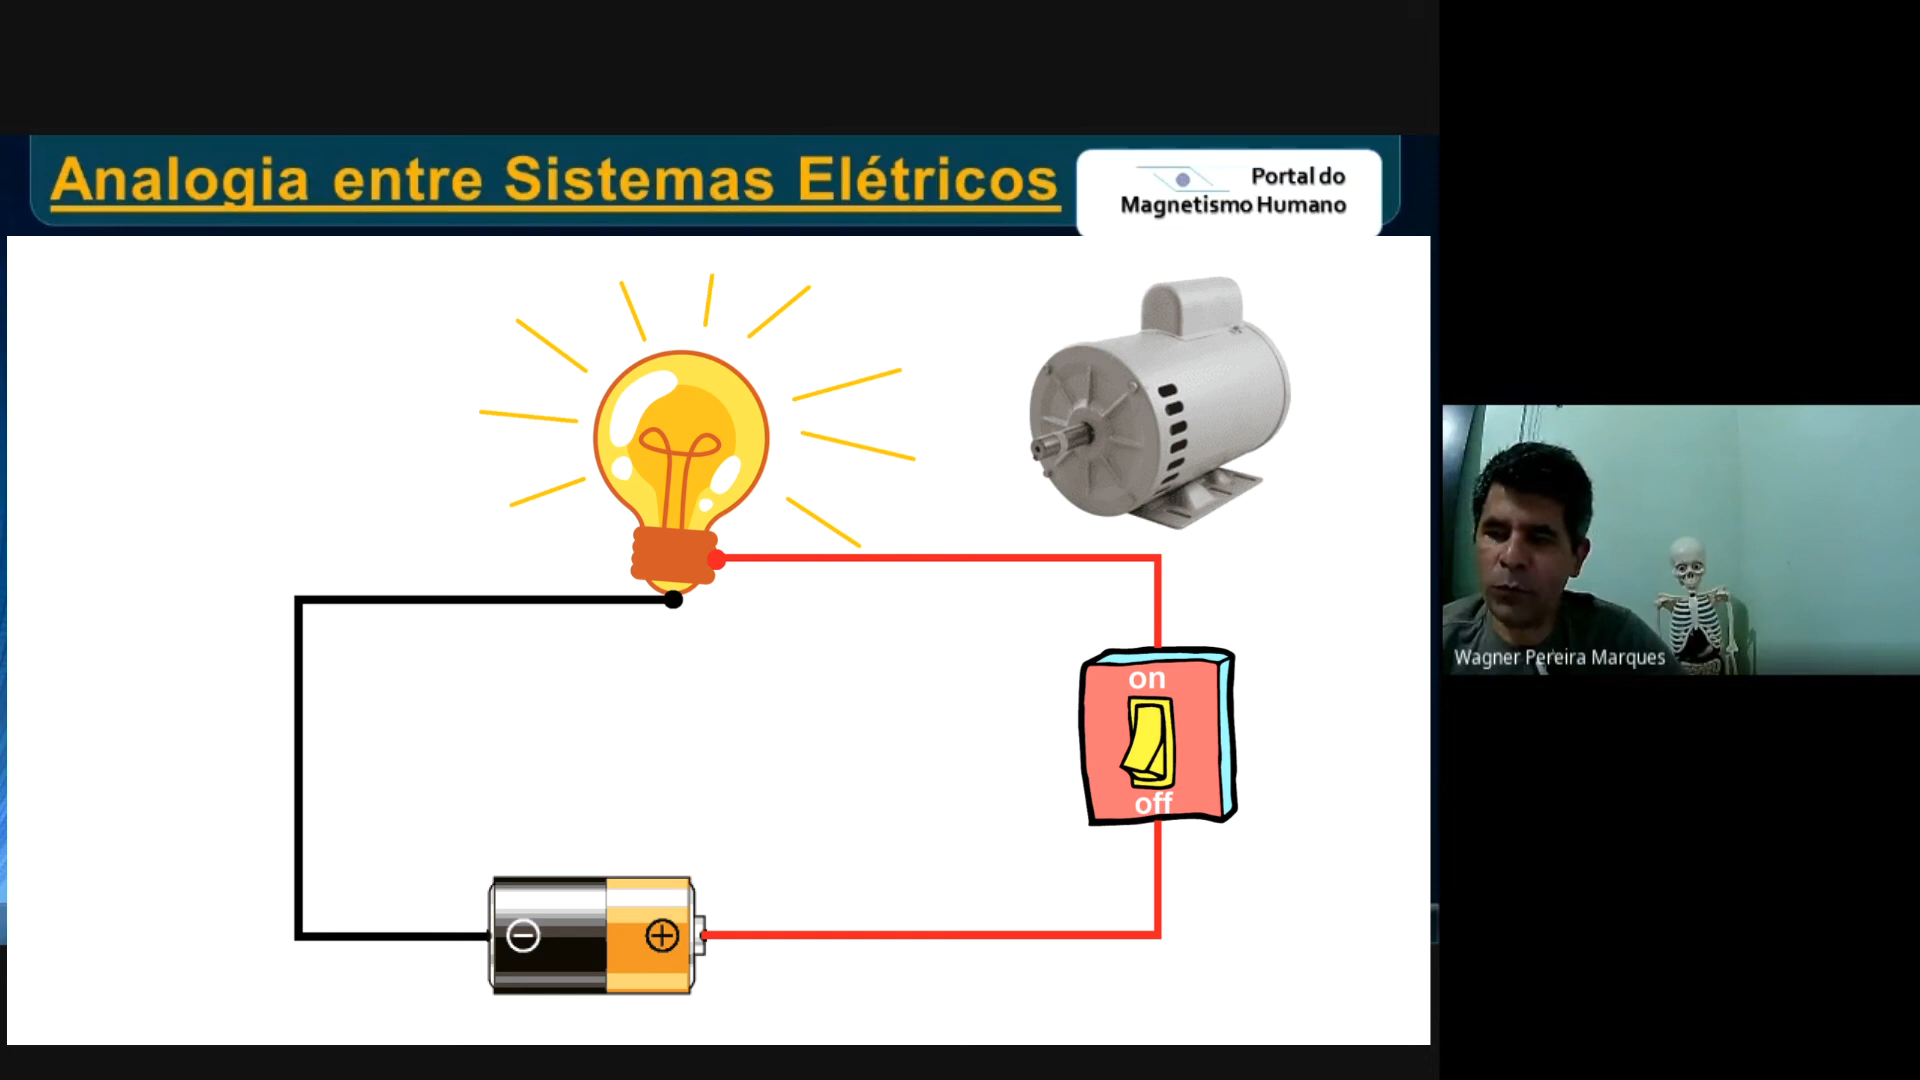 Analogia entre Sistemas Elétricos
Portal do
Magnetismo Humano
on
off
Wagner Pereira Marques